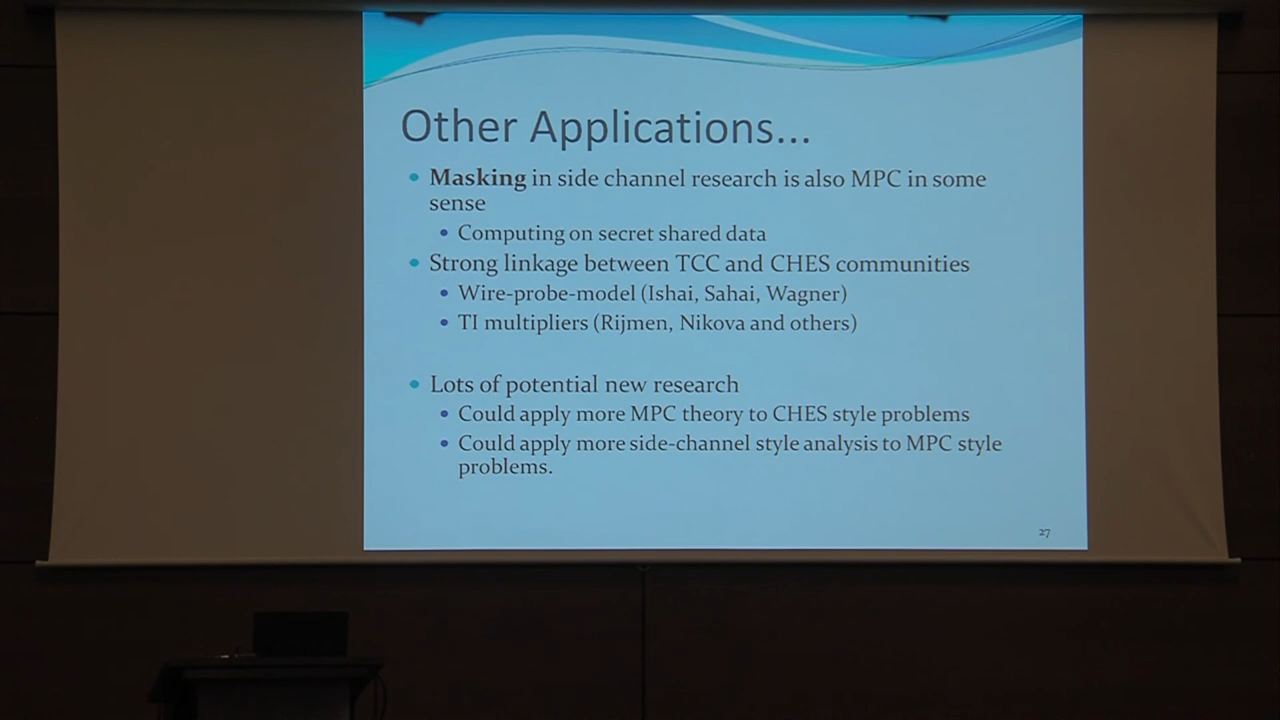 Other Applications...
• Masking in side channel research is also MPC in some
sense
• Computing on secret shared data
• Strong linkage between TCC and CHES communities
• Wire-probe-model (Ishai, Sahai, Wagner)
• TI multipliers (Rijmen, Nikova and others)
• Lots of potential new research
• Could apply more MPC theory to CHES style problems
• Could apply more side-channel style analysis to MPC style
problems.
27